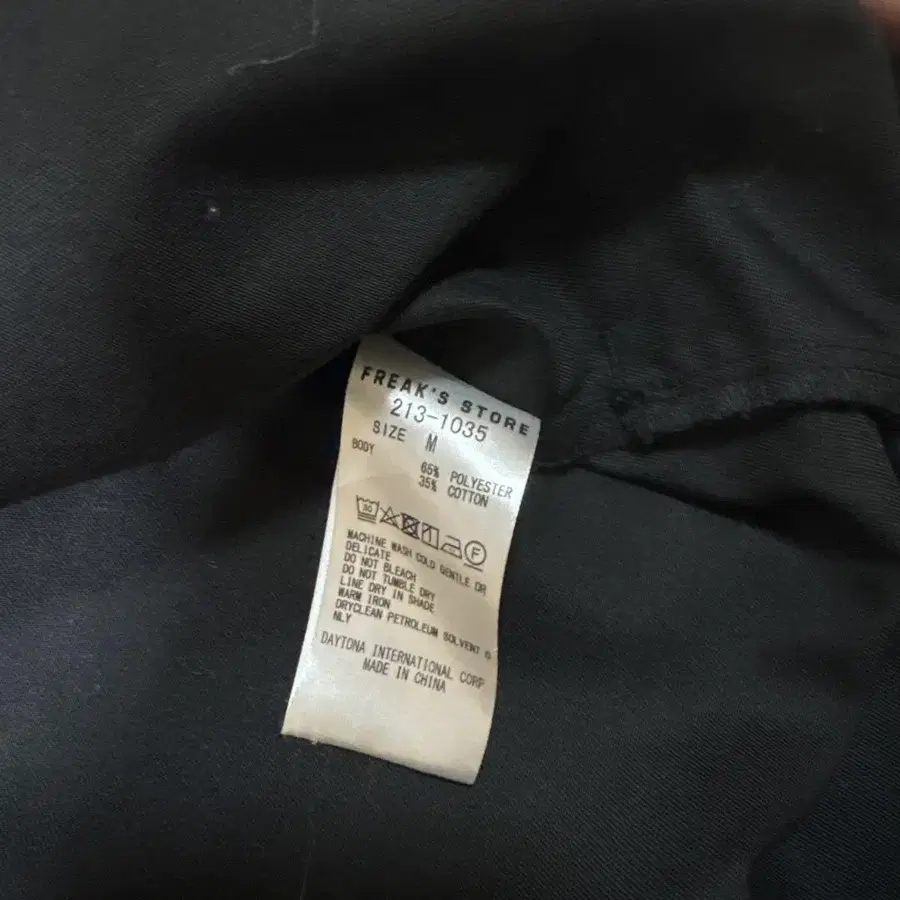 FREAK'S STORE
213-1035
SIZE M
BODY
65% POLYESTER
35% COTTON
30 F
MACHINE WASH COLD GENTLE OR
DELICATE
DO NOT BLEACH
DO NOT TUMBLE DRY
LINE DRY IN SHADE
WARM IRON
DRYCLEAN PETROLEUM SOLVENT O
NLY
DAYTONA INTERNATIONAL CORP
MADE IN CHINA